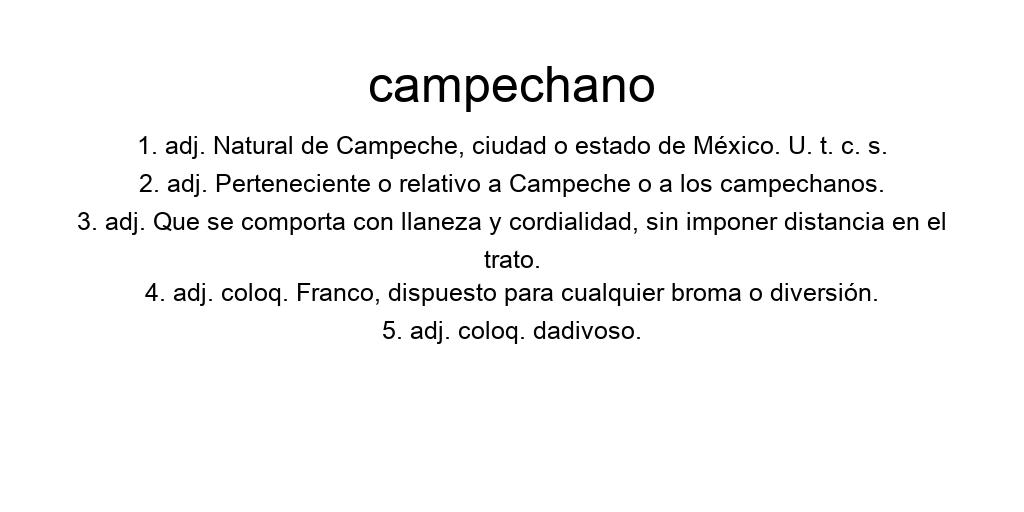 campechano
1. adj. Natural de Campeche, ciudad o estado de México. U. t. c. s.
2. adj. Perteneciente o relativo a Campeche o a los campechanos.
3. adj. Que se comporta con llaneza y cordialidad, sin imponer distancia en el
trato.
4. adj. coloq. Franco, dispuesto para cualquier broma o diversión.
5. adj. coloq. dadivoso.